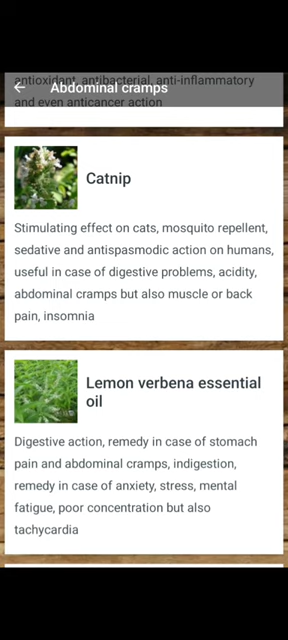 antioxidant, antibacterial, anti-inflammatory
Abdominal cramps
and even anticancer action
Catnip
Stimulating effect on cats, mosquito repellent,
sedative and antispasmodic action on humans,
useful in case of digestive problems, acidity,
abdominal cramps but also muscle or back
pain, insomnia
Lemon verbena essential
oil
Digestive action, remedy in case of stomach
pain and abdominal cramps, indigestion,
remedy in case of anxiety, stress, mental
fatigue, poor concentration but also
tachycardia